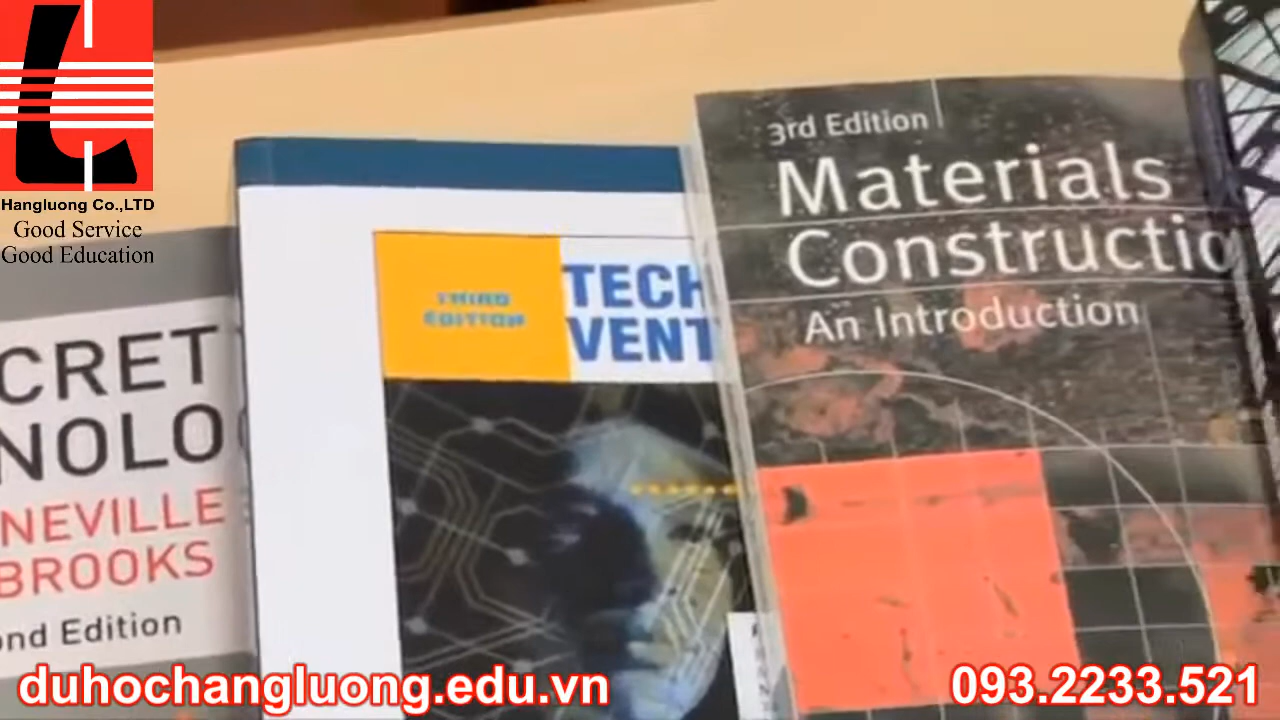 Hangluong Co.,LTD
Good Service
Good Education
CRET
NOLO
NEVILLE
BROOKS
ond Edition
THIRD
EDITION
TECH
VENT
3rd Edition
Materials
Constructio
An Introduction
duhochangluong.edu.vn
093.2233.521